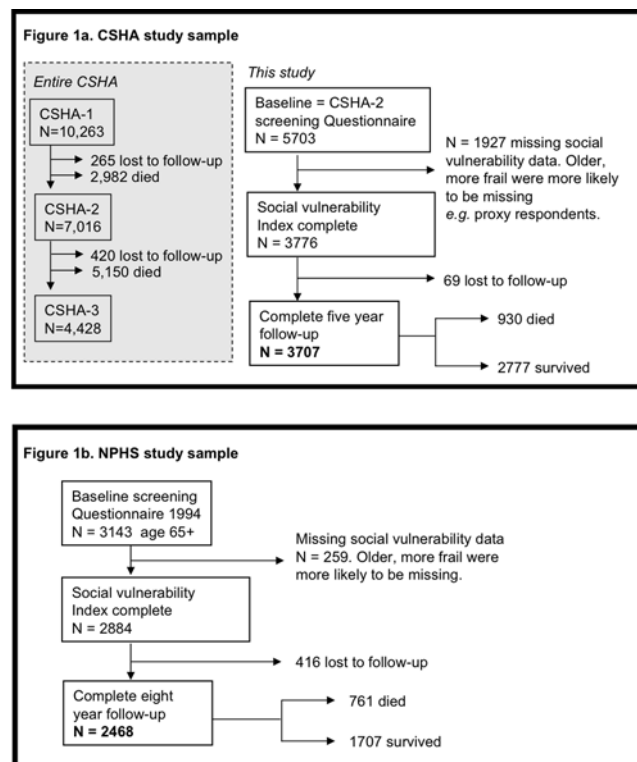 Figure 1a. CSHA study sample
Entire CSHA
CSHA-1
N=10,263
265 lost to follow-up
2,982 died
CSHA-2
N=7,016
420 lost to follow-up
5,150 died
CSHA-3
N=4,428
This study
Baseline = CSHA-2
screening Questionnaire
N = 5703
N = 1927 missing social
vulnerability data. Older,
more frail were more likely
to be missing
e.g. proxy respondents.
Social vulnerability
Index complete
N = 3776
69 lost to follow-up
Complete five year
follow-up
N = 3707
930 died
2777 survived
Figure 1b. NPHS study sample
Baseline screening
Questionnaire 1994
N = 3143 age 65+
Missing social vulnerability data
N = 259. Older, more frail were
more likely to be missing.
Social vulnerability
Index complete
N = 2884
416 lost to follow-up
Complete eight
year follow-up
N = 2468
761 died
1707 survived